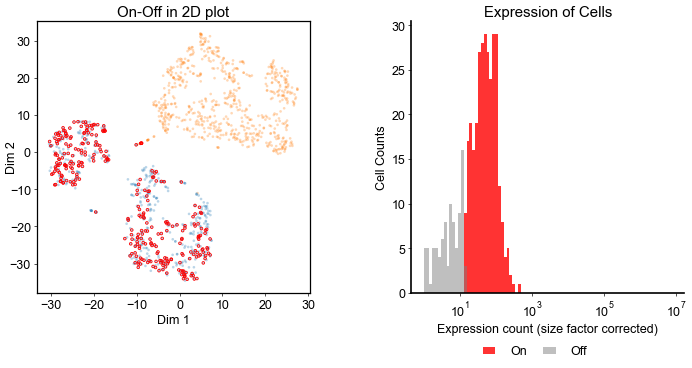 On-Off in 2D plot
30
20
10
0
−10
−20
−30
Dim 2
−30 −20 −10 0 10 20 30
Dim 1
Expression of Cells
30
25
20
15
10
5
0
Cell Counts
10^1 10^3 10^5 10^7
Expression count (size factor corrected)
On Off